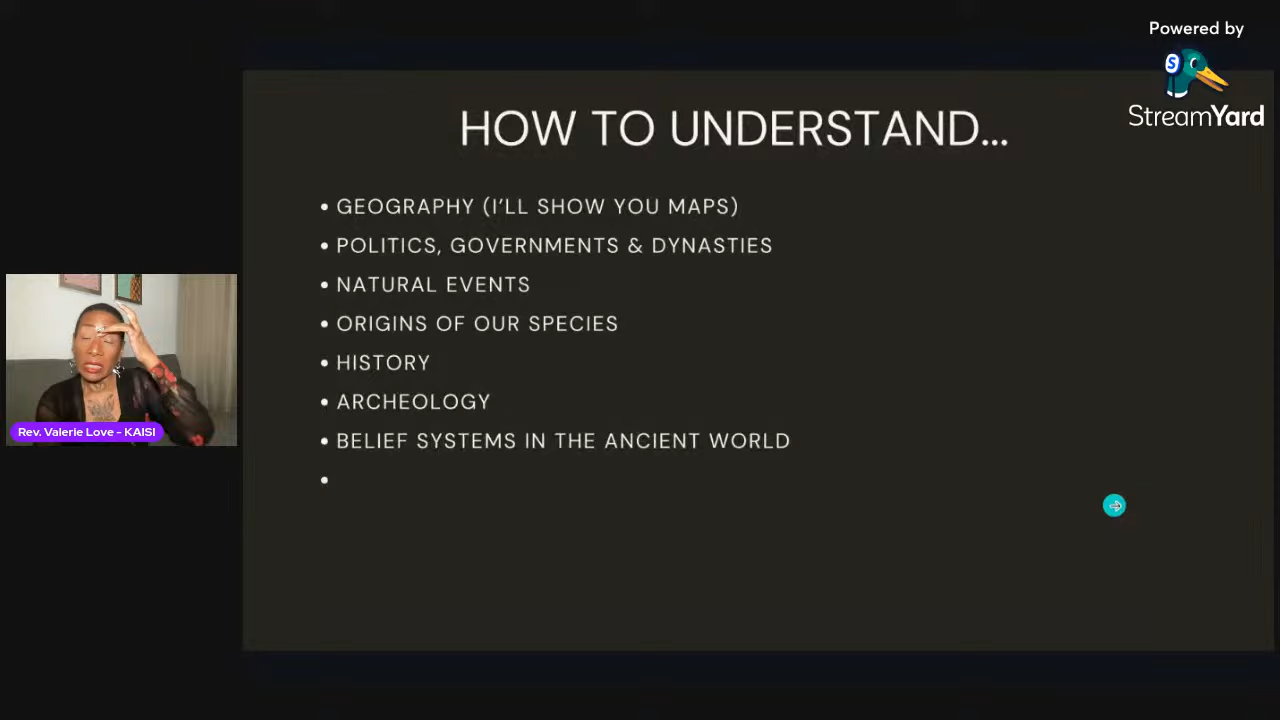 Powered by
StreamYard
HOW TO UNDERSTAND...
• GEOGRAPHY (I'LL SHOW YOU MAPS)
• POLITICS, GOVERNMENTS & DYNASTIES
• NATURAL EVENTS
• ORIGINS OF OUR SPECIES
• HISTORY
• ARCHEOLOGY
• BELIEF SYSTEMS IN THE ANCIENT WORLD
•
Rev. Valerie Love - KAISI